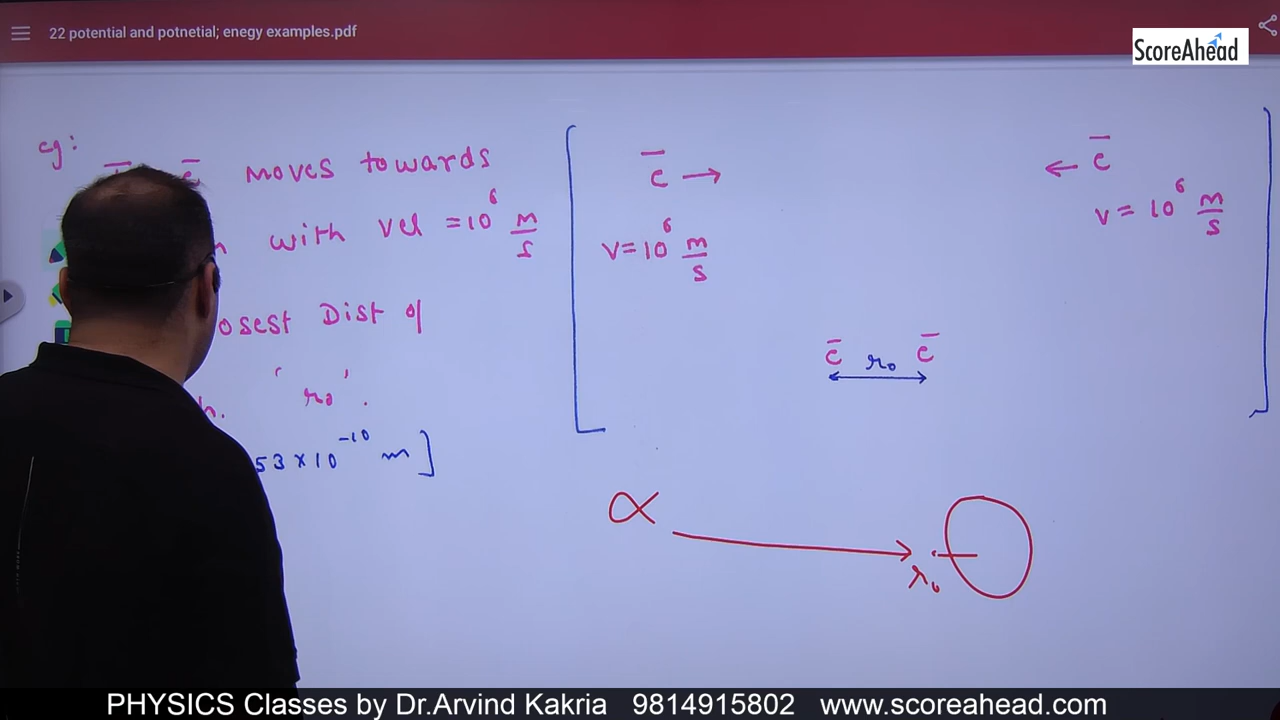 22 potential and potnetial; enegy examples.pdf
ScoreAhead
eg:
e̅ moves towards
with vel = 10⁶ m/s
Dist of
'r₀'.
53 × 10⁻¹⁰ m ]
e̅ →
v = 10⁶ m/s
← e̅
v = 10⁶ m/s
e̅ r₀ e̅
α
r₀
PHYSICS Classes by Dr.Arvind Kakria 9814915802 www.scoreahead.com